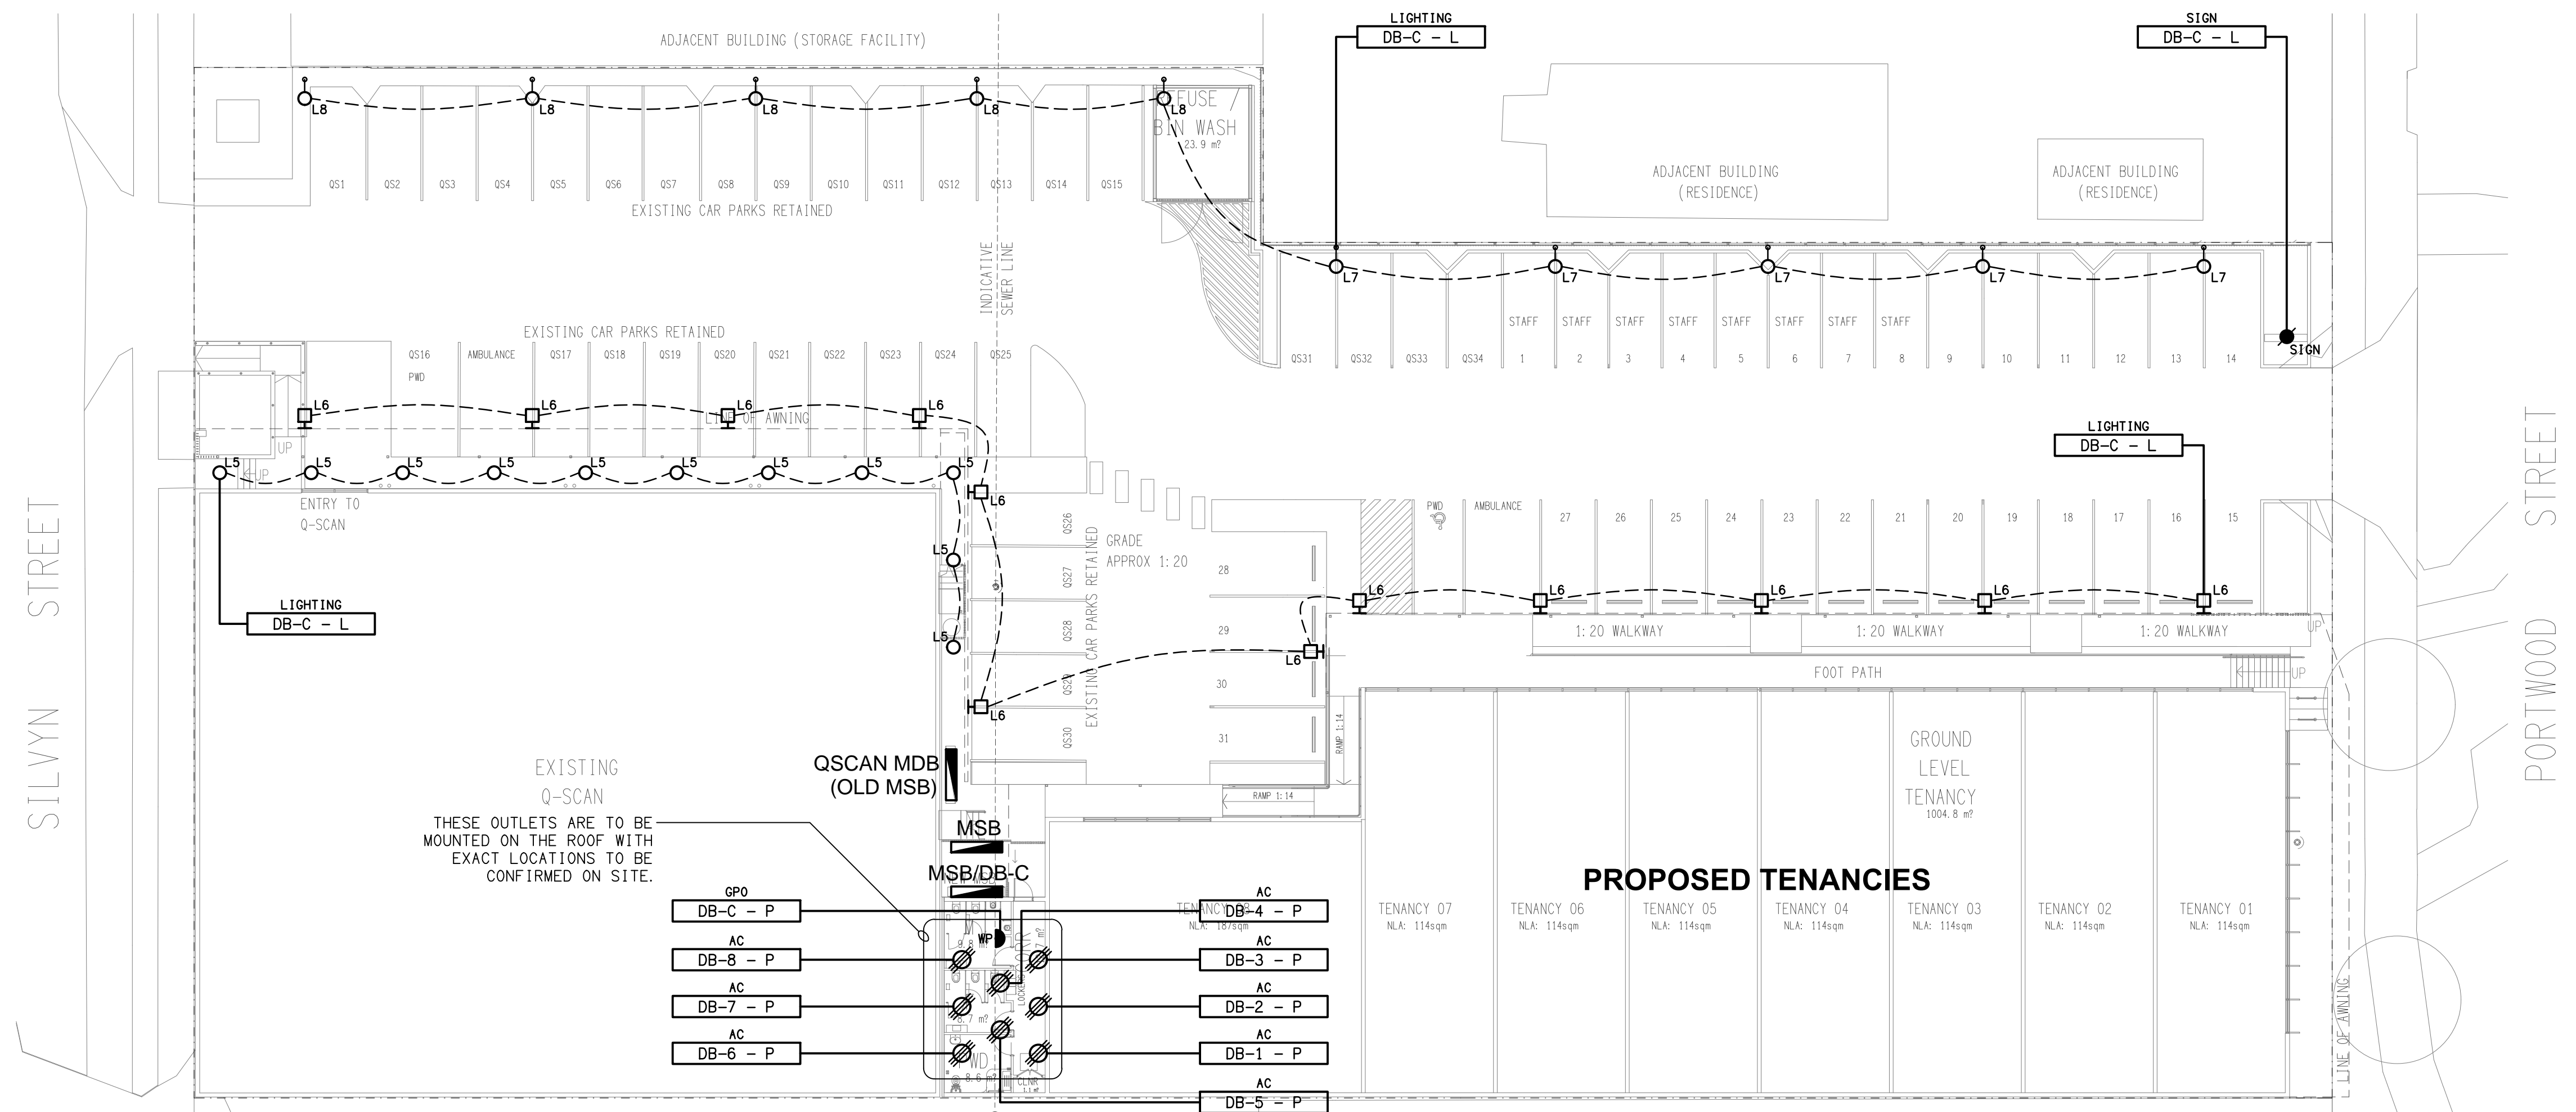 LIGHTING
DB-C - L
SIGN
DB-C - L
ADJACENT BUILDING (STORAGE FACILITY)
L8
L8
L8
L8
L8
BIN WASH
23.9 m?
QS1
QS2
QS3
QS4
QS5
QS6
QS7
QS8
QS9
QS10
QS11
QS12
QS13
QS14
QS15
EXISTING CAR PARKS RETAINED
ADJACENT BUILDING
(RESIDENCE)
ADJACENT BUILDING
(RESIDENCE)
INDICATIVE
SEWER LINE
L7
L7
L7
L7
L7
STAFF
STAFF
STAFF
STAFF
STAFF
STAFF
STAFF
STAFF
QS31
QS32
QS33
QS34
1
2
3
4
5
6
7
8
9
10
11
12
13
14
SIGN
EXISTING CAR PARKS RETAINED
QS16
PWD
AMBULANCE
QS17
QS18
QS19
QS20
QS21
QS22
QS23
QS24
QS25
L6
L6
L6
L6
LINE OF AWNING
UP
UP
L5
L5
L5
L5
L5
L5
L5
L5
L5
L6
ENTRY TO
Q-SCAN
LIGHTING
DB-C - L
L5
L5
QS26
QS27
QS28
QS29
QS30
EXISTING CAR PARKS RETAINED
GRADE
APPROX 1:20
28
29
30
31
L6
L6
LIGHTING
DB-C - L
PWD
AMBULANCE
27
26
25
24
23
22
21
20
19
18
17
16
15
L6
L6
L6
L6
L6
1:20 WALKWAY
1:20 WALKWAY
1:20 WALKWAY
UP
FOOT PATH
UP
RAMP 1:14
RAMP 1:14
SILVYN STREET
PORTWOOD STREET
EXISTING
Q-SCAN
QSCAN MDB
(OLD MSB)
THESE OUTLETS ARE TO BE
MOUNTED ON THE ROOF WITH
EXACT LOCATIONS TO BE
CONFIRMED ON SITE.
MSB
MSB/DB-C
GROUND
LEVEL
TENANCY
1004.8 m?
PROPOSED TENANCIES
NLA: 187sqm
TENANCY 07
NLA: 114sqm
TENANCY 06
NLA: 114sqm
TENANCY 05
NLA: 114sqm
TENANCY 04
NLA: 114sqm
TENANCY 03
NLA: 114sqm
TENANCY 02
NLA: 114sqm
TENANCY 01
NLA: 114sqm
LINE OF AWNING
GPO
DB-C - P
AC
DB-8 - P
AC
DB-7 - P
AC
DB-6 - P
WP
AC
DB-4 - P
AC
DB-3 - P
AC
DB-2 - P
AC
DB-1 - P
AC
DB-5 - P
8.7 m?
8.6 m?
CLNR